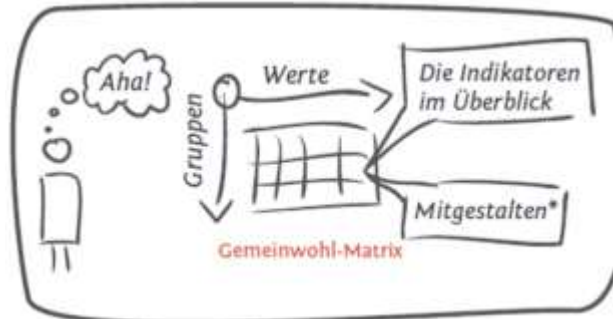 Aha!
Werte
Gruppen
Die Indikatoren
im Überblick
Mitgestalten*
Gemeinwohl-Matrix